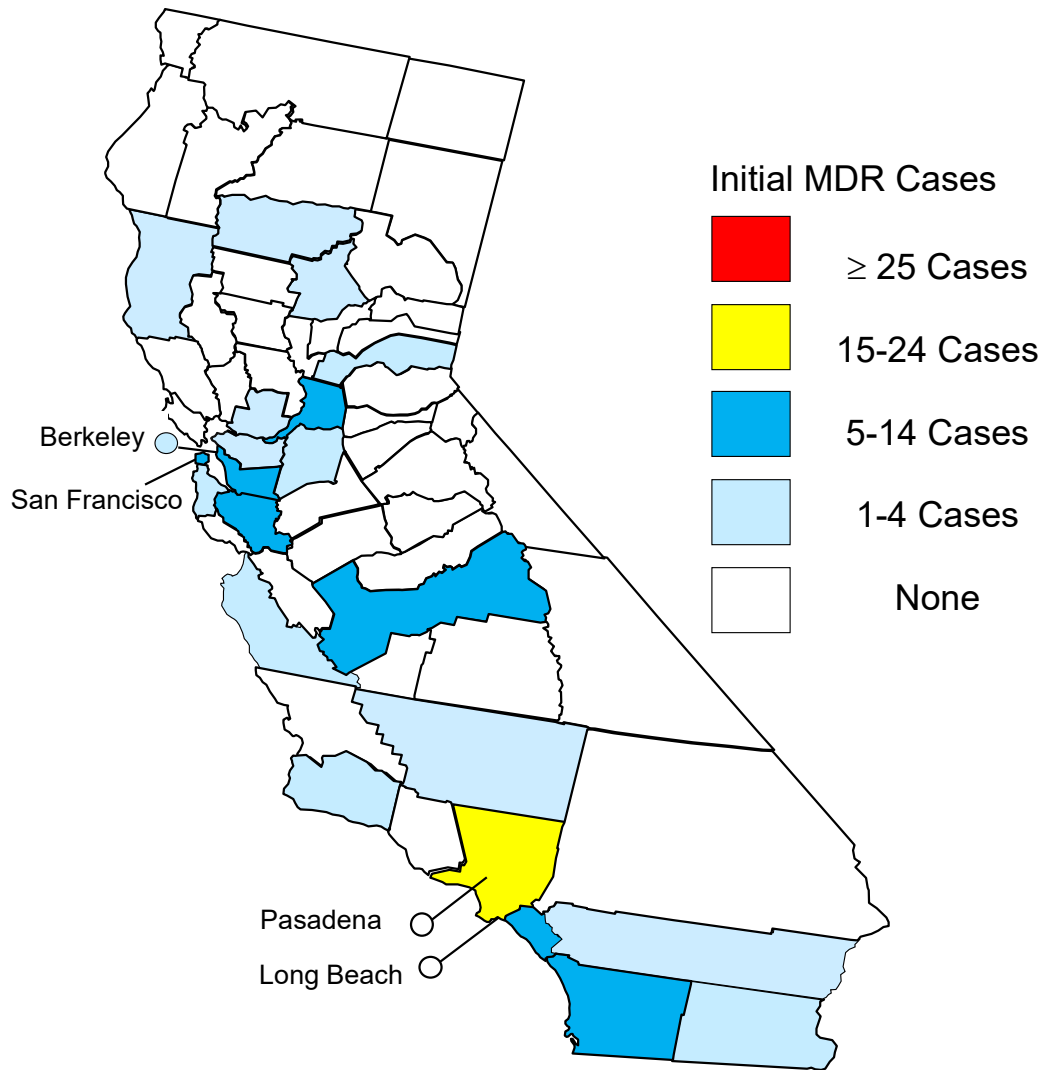 Initial MDR Cases
≥ 25 Cases
15-24 Cases
5-14 Cases
1-4 Cases
None
Berkeley
San Francisco
Pasadena
Long Beach